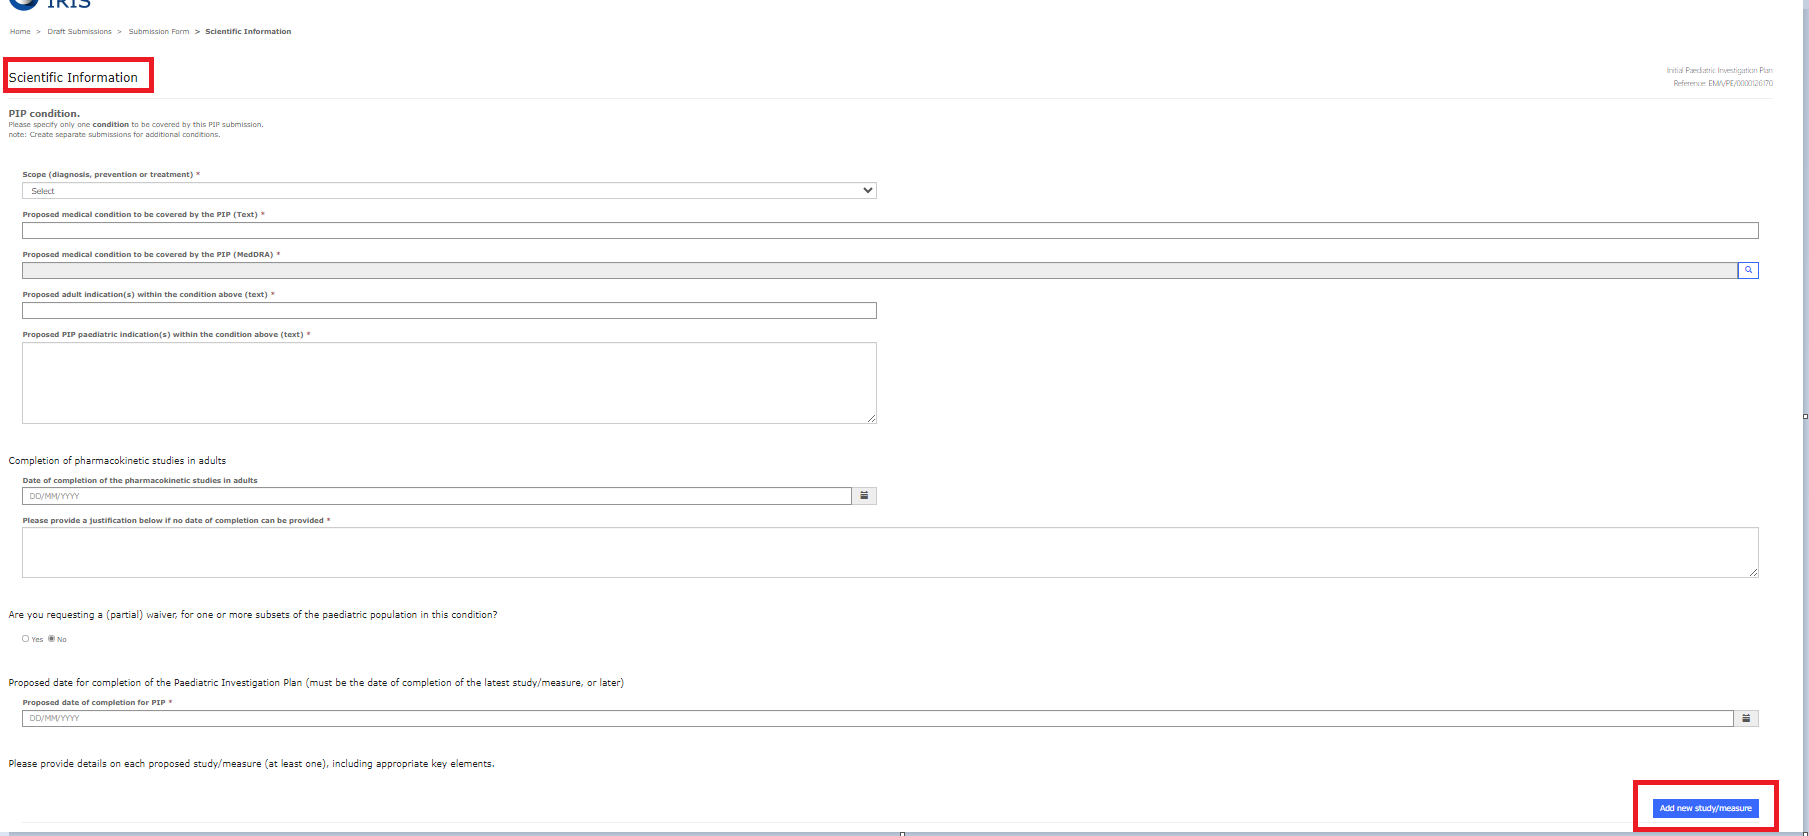 IRIS
Home > Draft Submissions > Submission Form > Scientific Information
Scientific Information
Initial Paediatric Investigation Plan
Reference: EMA/PE/0000126170
PIP condition.
Please specify only one condition to be covered by this PIP submission.
note: Create separate submissions for additional conditions.
Scope (diagnosis, prevention or treatment) *
Select
Proposed medical condition to be covered by the PIP (Text) *
Proposed medical condition to be covered by the PIP (MedDRA) *
Proposed adult indication(s) within the condition above (text) *
Proposed PIP paediatric indication(s) within the condition above (text) *
Completion of pharmacokinetic studies in adults
Date of completion of the pharmacokinetic studies in adults
DD/MM/YYYY
Please provide a justification below if no date of completion can be provided *
Are you requesting a (partial) waiver, for one or more subsets of the paediatric population in this condition?
Yes No
Proposed date for completion of the Paediatric Investigation Plan (must be the date of completion of the latest study/measure, or later)
Proposed date of completion for PIP *
DD/MM/YYYY
Please provide details on each proposed study/measure (at least one), including appropriate key elements.
Add new study/measure